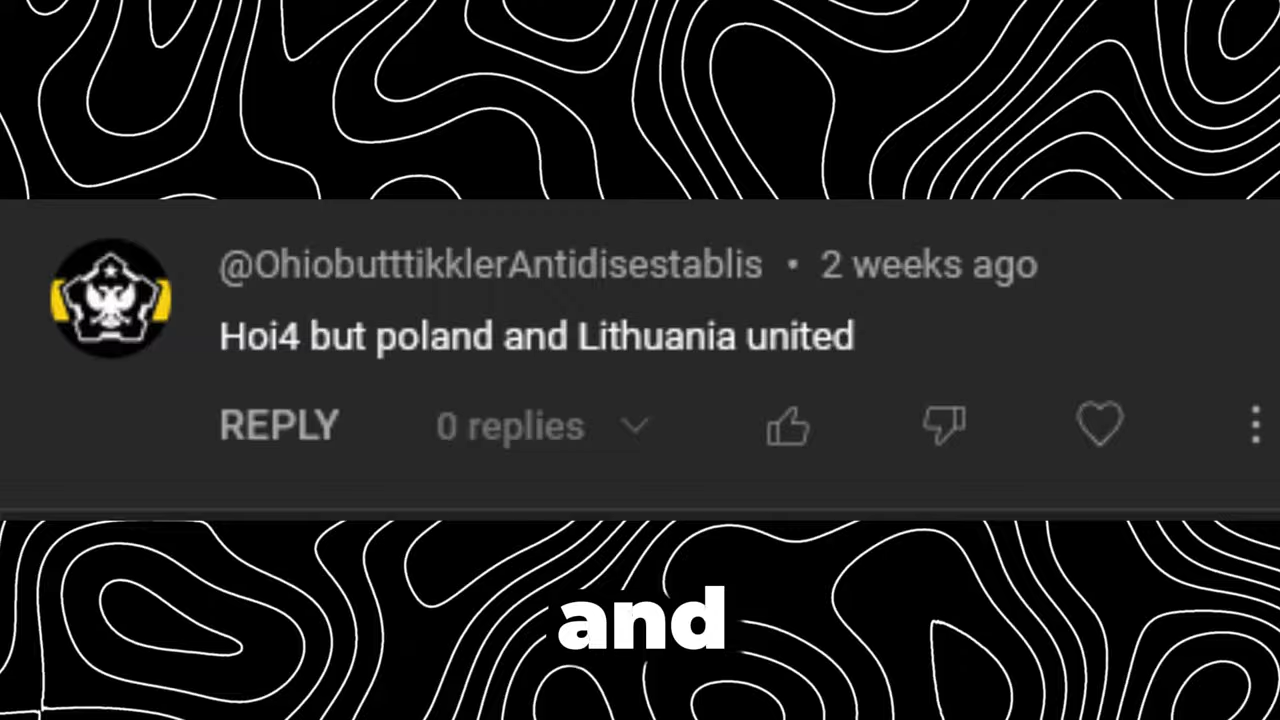 @OhiobutttikklerAntidisestablis • 2 weeks ago
Hoi4 but poland and Lithuania united
REPLY 0 replies
and